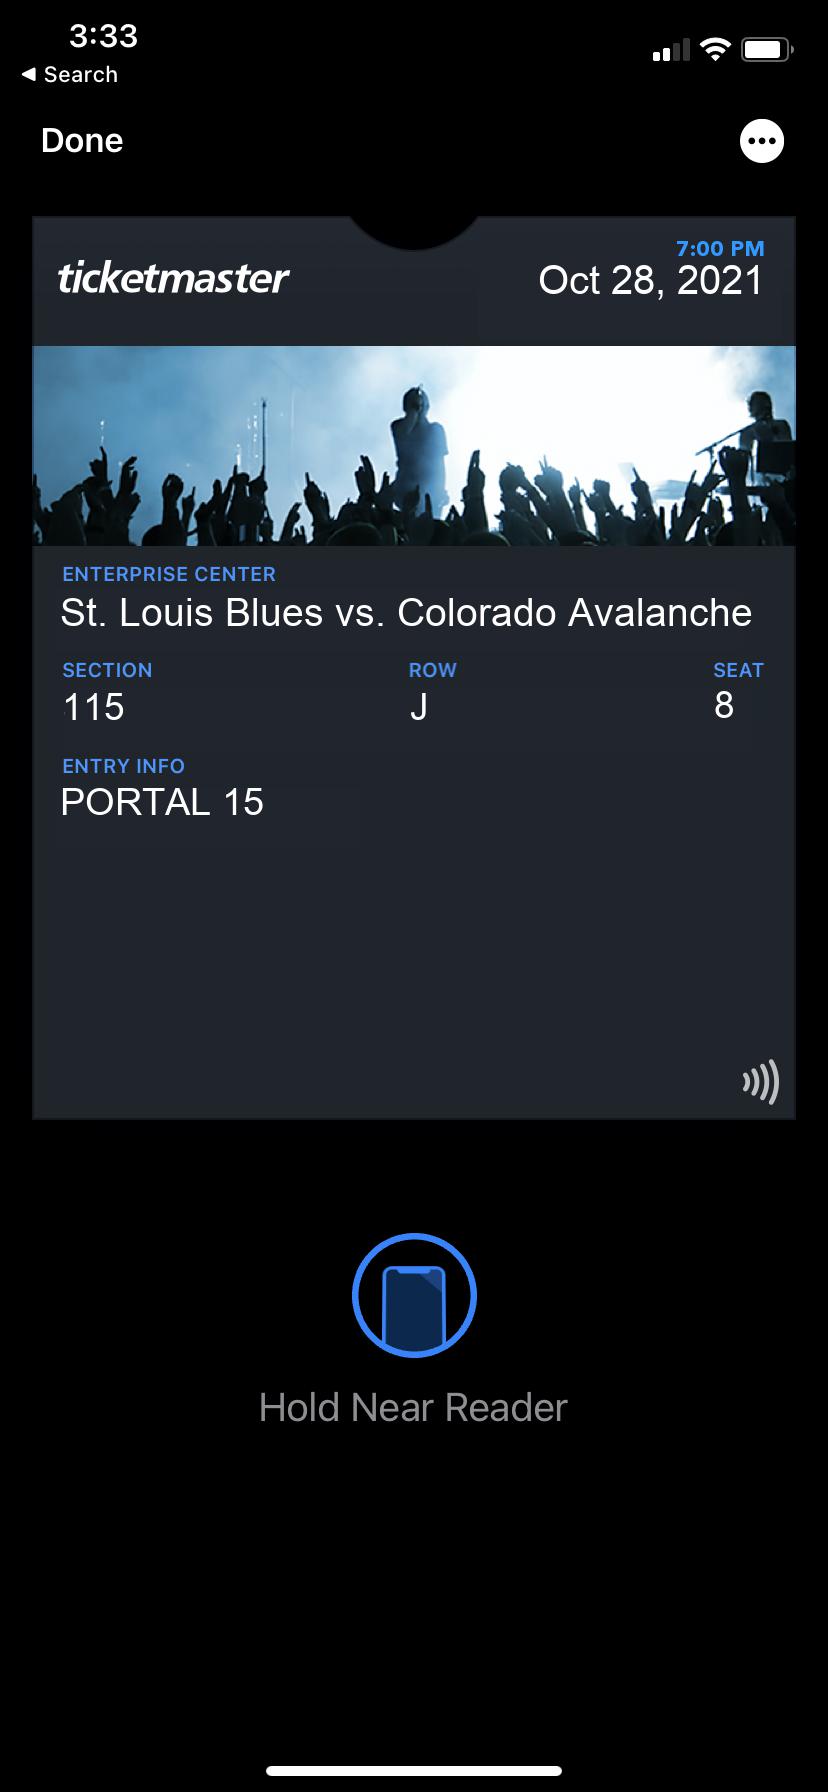 3:33
Search
Done
7:00 PM
ticketmaster
Oct 28, 2021
ENTERPRISE CENTER
St. Louis Blues vs. Colorado Avalanche
SECTION ROW SEAT
115 J 8
ENTRY INFO
PORTAL 15
Hold Near Reader